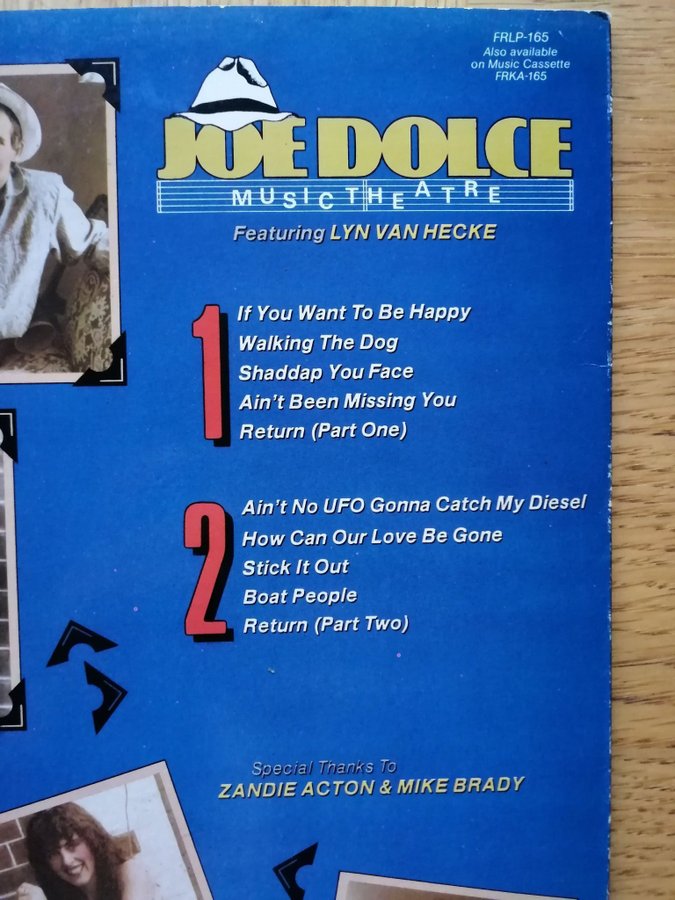 FRLP-165
Also available
on Music Cassette
FRKA-165
JOE DOLCE
MUSIC THEATRE
Featuring LYN VAN HECKE
1
If You Want To Be Happy
Walking The Dog
Shaddap You Face
Ain't Been Missing You
Return (Part One)
2
Ain't No UFO Gonna Catch My Diesel
How Can Our Love Be Gone
Stick It Out
Boat People
Return (Part Two)
Special Thanks To
ZANDIE ACTON & MIKE BRADY